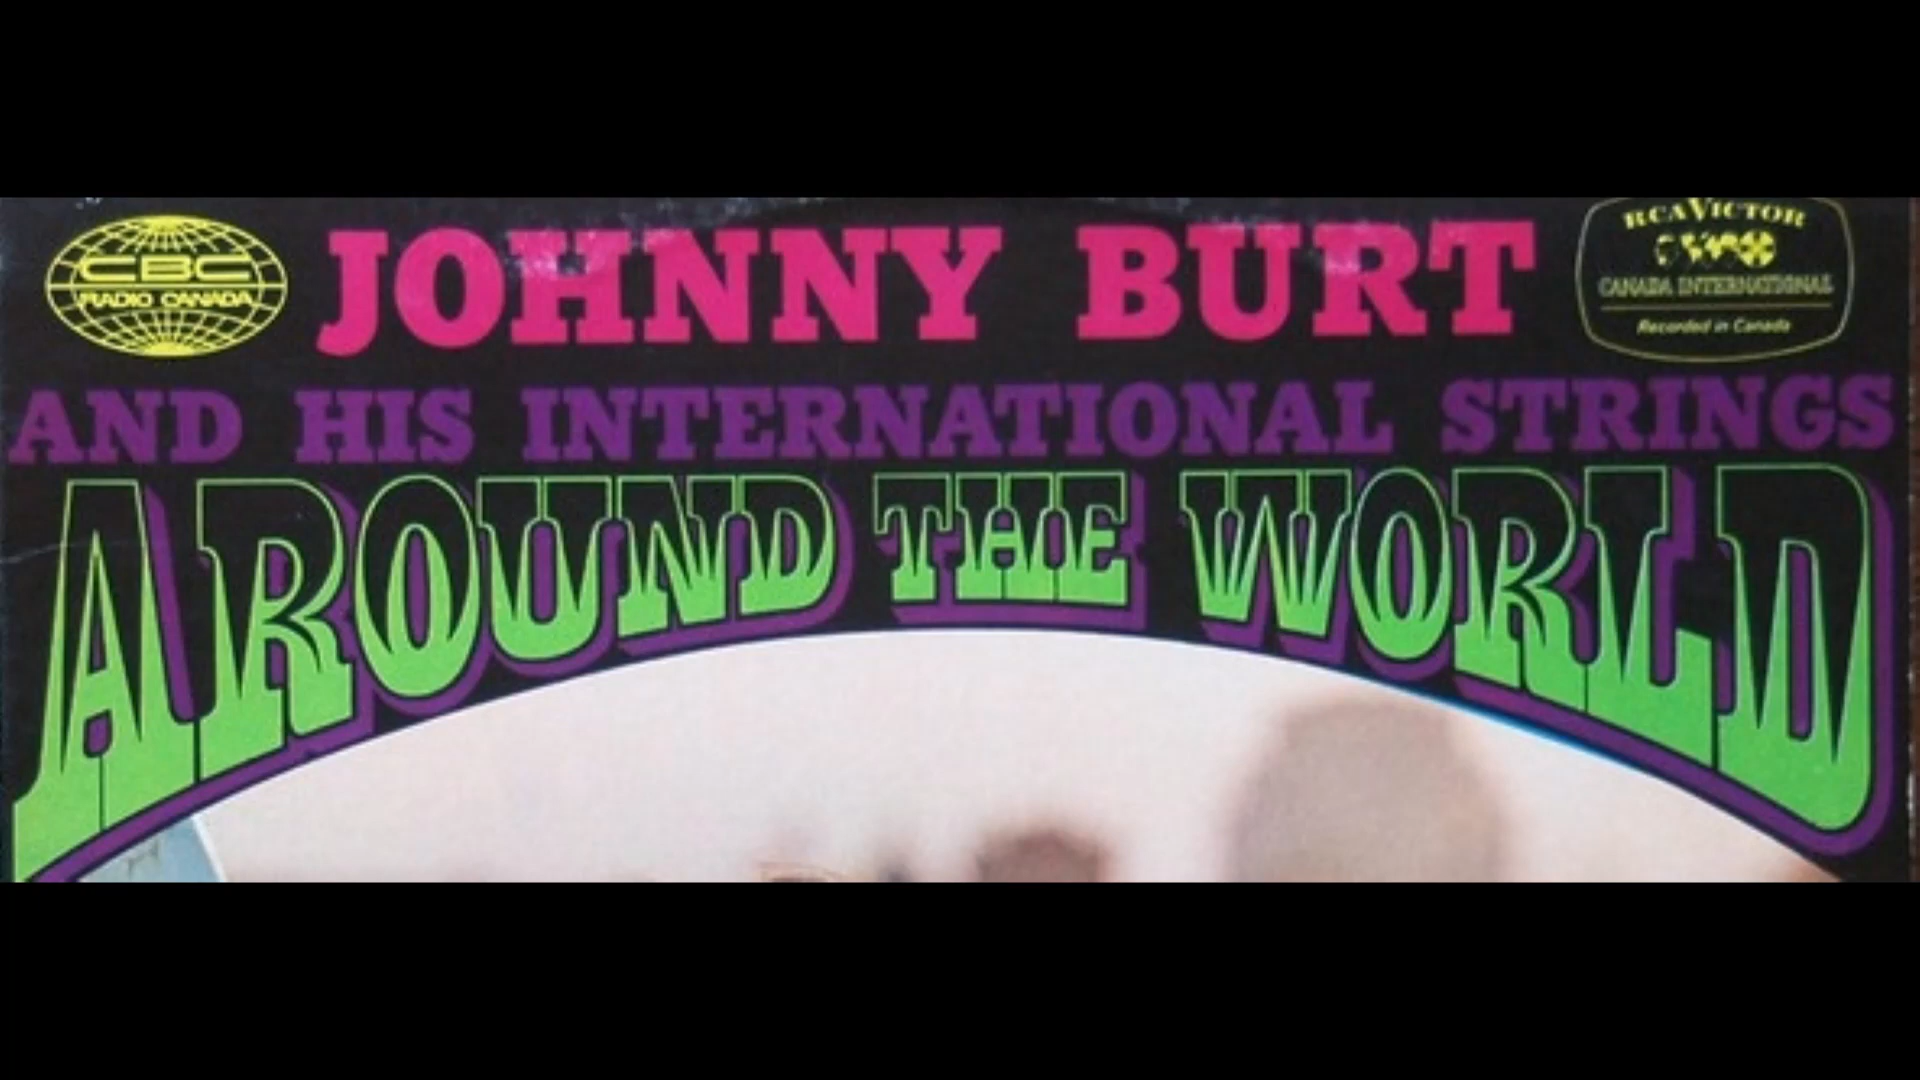 CBC
RADIO CANADA
JOHNNY BURT
RCA VICTOR
CANADA INTERNATIONAL
Recorded in Canada
AND HIS INTERNATIONAL STRINGS
AROUND THE WORLD